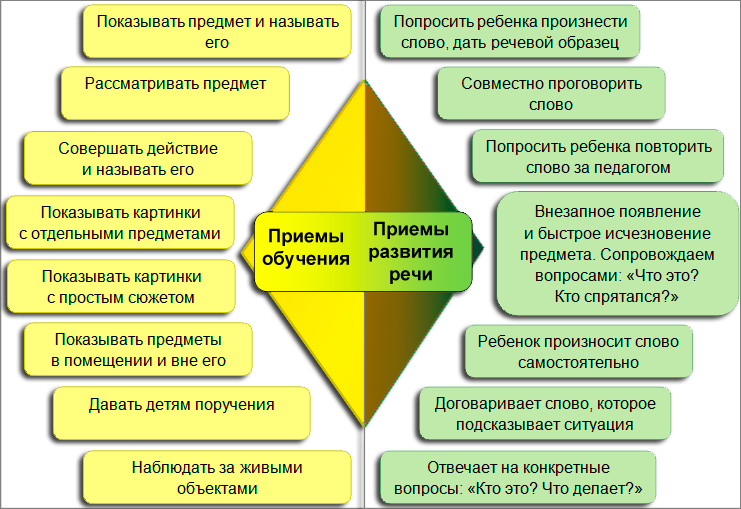 Показывать предмет и называть
его
Рассматривать предмет
Совершать действие
и называть его
Показывать картинки
с отдельными предметами
Показывать картинки
с простым сюжетом
Показывать предметы
в помещении и вне его
Давать детям поручения
Наблюдать за живыми
объектами
Приемы
обучения
Приемы
развития
речи
Попросить ребенка произнести
слово, дать речевой образец
Совместно проговорить
слово
Попросить ребенка повторить
слово за педагогом
Внезапное появление
и быстрое исчезновение
предмета. Сопровождаем
вопросами: «Что это?
Кто спрятался?»
Ребенок произносит слово
самостоятельно
Договаривает слово, которое
подсказывает ситуация
Отвечает на конкретные
вопросы: «Кто это? Что делает?»